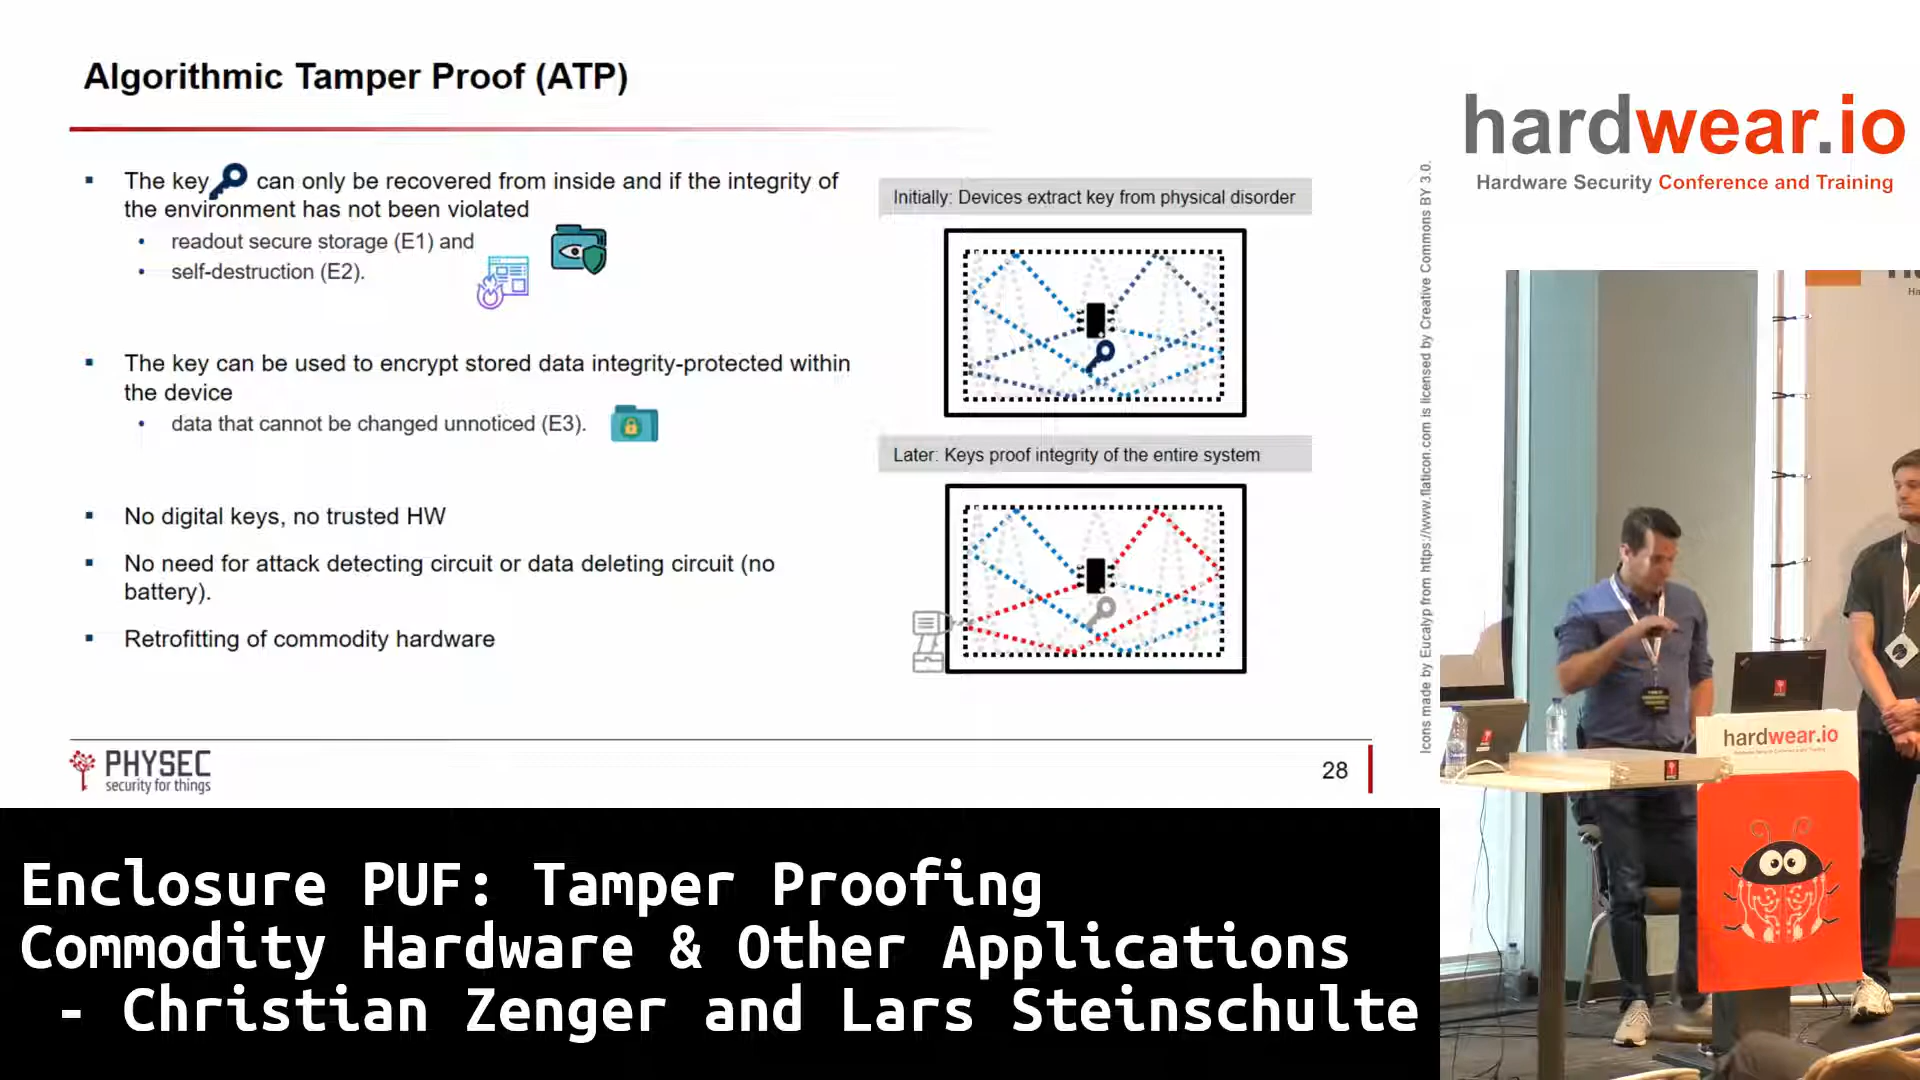 Algorithmic Tamper Proof (ATP)
▪ The key can only be recovered from inside and if the integrity of
the environment has not been violated
• readout secure storage (E1) and
• self-destruction (E2).
▪ The key can be used to encrypt stored data integrity-protected within
the device
• data that cannot be changed unnoticed (E3).
▪ No digital keys, no trusted HW
▪ No need for attack detecting circuit or data deleting circuit (no
battery).
▪ Retrofitting of commodity hardware
Initially: Devices extract key from physical disorder
Later: Keys proof integrity of the entire system
Icons made by Eucalyp from https://www.flaticon.com is licensed by Creative Commons BY 3.0.
PHYSEC
security for things
28
hardwear.io
Hardware Security Conference and Training
hardwear.io
Enclosure PUF: Tamper Proofing
Commodity Hardware & Other Applications
- Christian Zenger and Lars Steinschulte